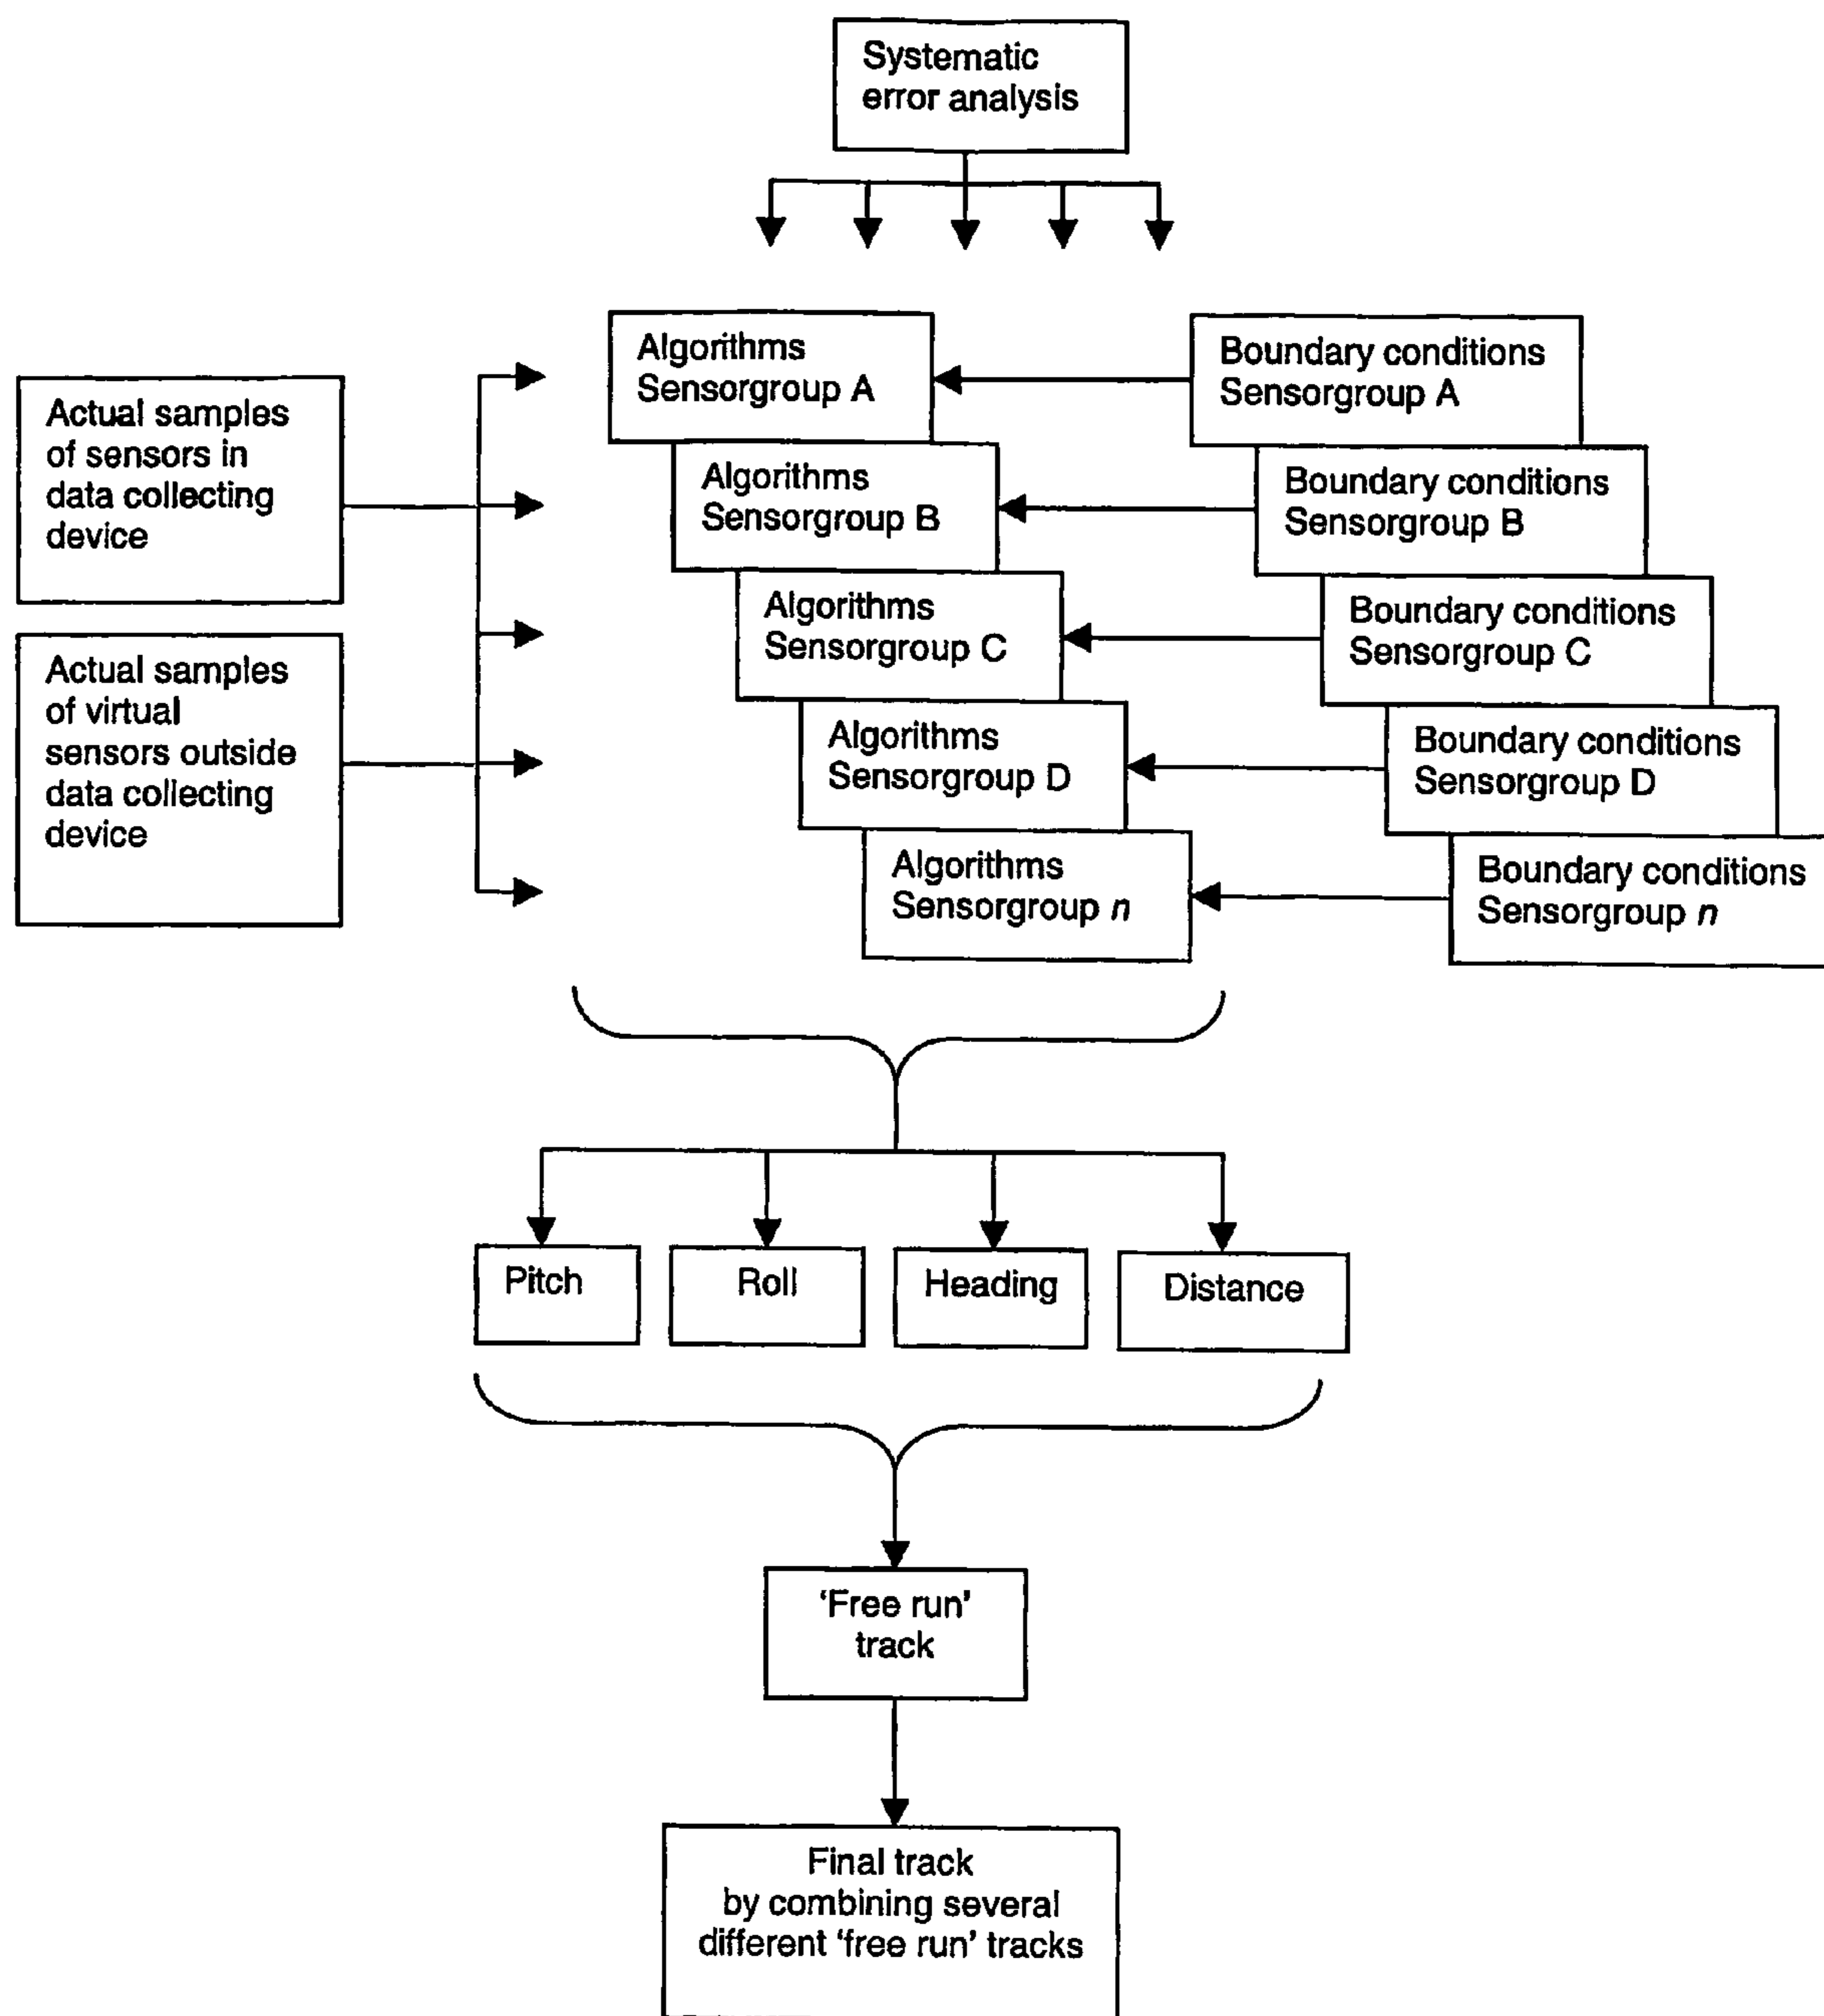 Systematic
error analysis
Actual samples
of sensors in
data collecting
device
Actual samples
of virtual
sensors outside
data collecting
device
Algorithms
Sensorgroup A
Algorithms
Sensorgroup B
Algorithms
Sensorgroup C
Algorithms
Sensorgroup D
Algorithms
Sensorgroup n
Boundary conditions
Sensorgroup A
Boundary conditions
Sensorgroup B
Boundary conditions
Sensorgroup C
Boundary conditions
Sensorgroup D
Boundary conditions
Sensorgroup n
Pitch
Roll
Heading
Distance
‘Free run’
track
Final track
by combining several
different ‘free run’ tracks